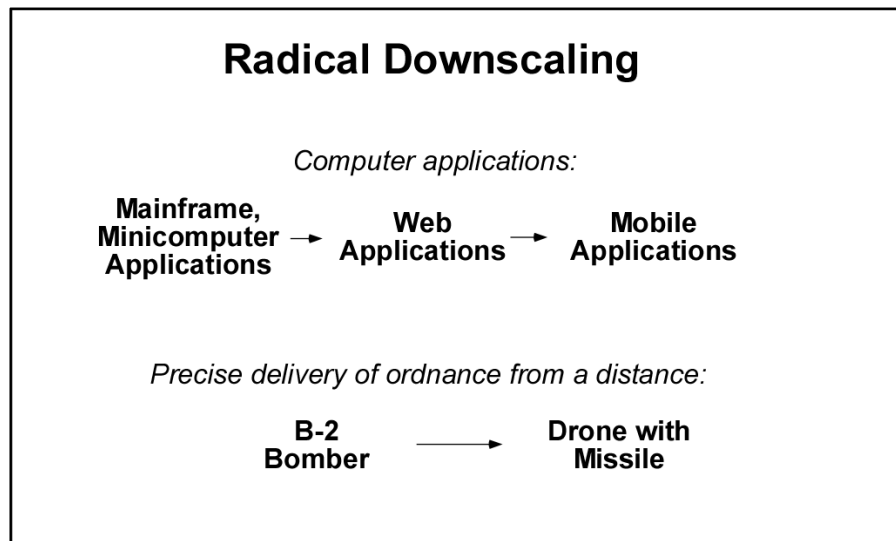 Radical Downscaling
Computer applications:
Mainframe,
Minicomputer
Applications
Web
Applications
Mobile
Applications
Precise delivery of ordnance from a distance:
B-2
Bomber
Drone with
Missile